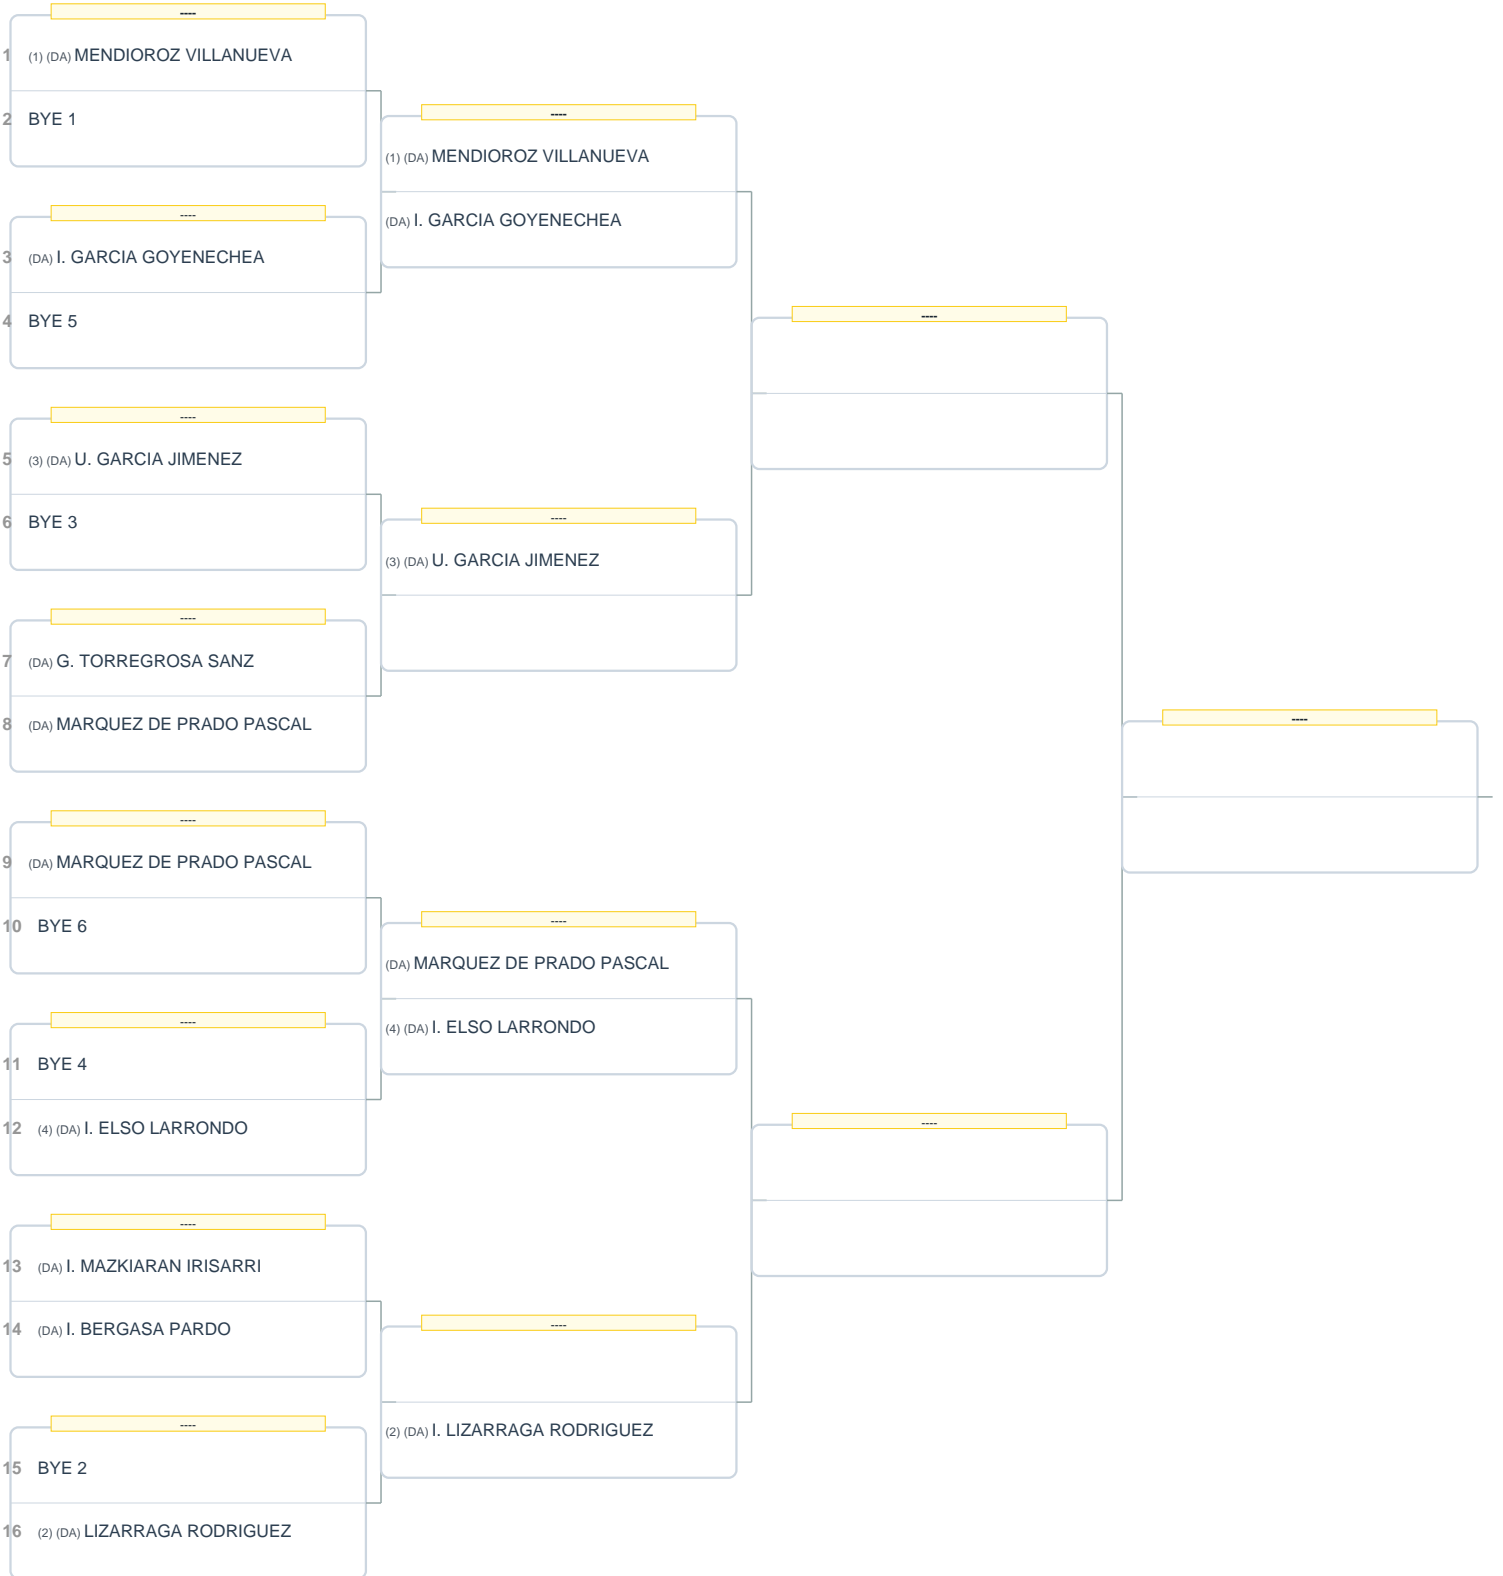 ----
1 (1) (DA) MENDIOROZ VILLANUEVA
2 BYE 1
----
3 (DA) I. GARCIA GOYENECHEA
4 BYE 5
----
5 (3) (DA) U. GARCIA JIMENEZ
6 BYE 3
----
7 (DA) G. TORREGROSA SANZ
8 (DA) MARQUEZ DE PRADO PASCAL
----
9 (DA) MARQUEZ DE PRADO PASCAL
10 BYE 6
----
11 BYE 4
12 (4) (DA) I. ELSO LARRONDO
----
13 (DA) I. MAZKIARAN IRISARRI
14 (DA) I. BERGASA PARDO
----
15 BYE 2
16 (2) (DA) LIZARRAGA RODRIGUEZ
----
(1) (DA) MENDIOROZ VILLANUEVA
(DA) I. GARCIA GOYENECHEA
----
(3) (DA) U. GARCIA JIMENEZ
----
(DA) MARQUEZ DE PRADO PASCAL
(4) (DA) I. ELSO LARRONDO
----
(2) (DA) I. LIZARRAGA RODRIGUEZ
----
----
----